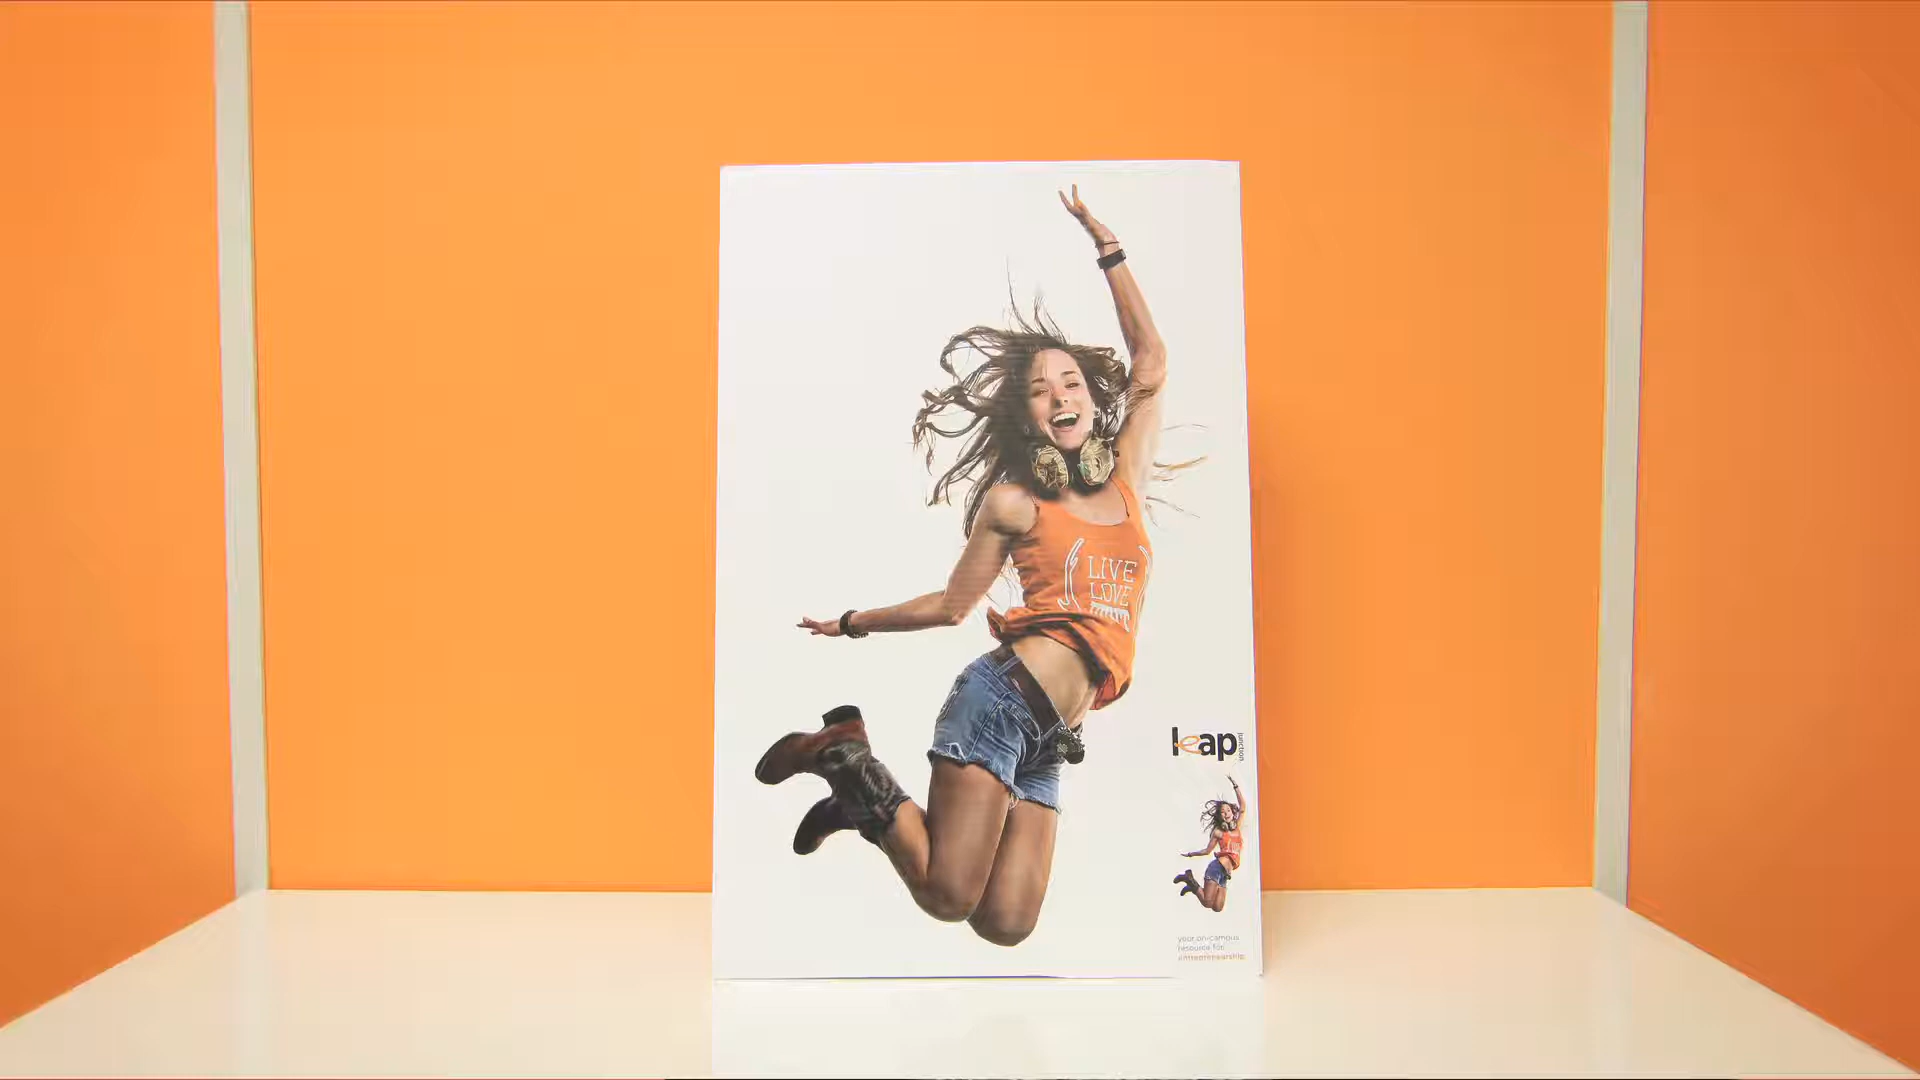 LIVE
LOVE
leap
junction
your on-campus
resource for
entrepreneurship